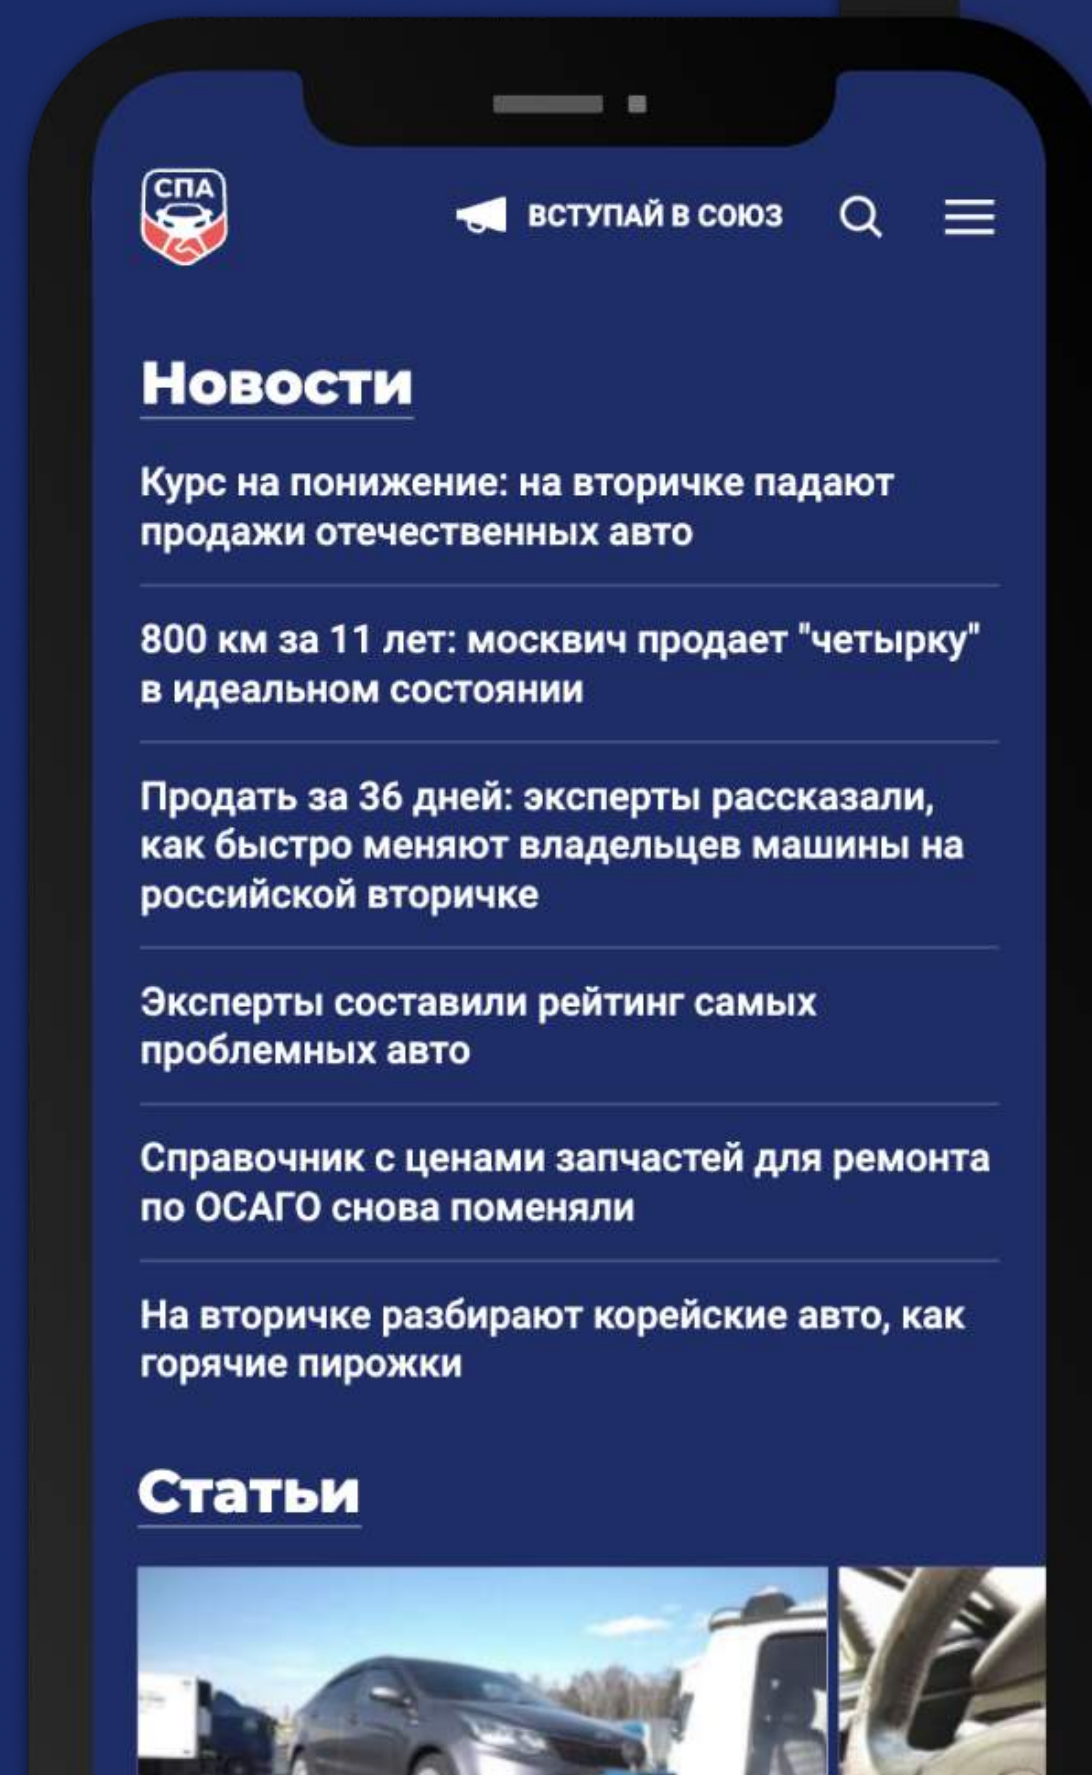 СПА
ВСТУПАЙ В СОЮЗ
Новости
Курс на понижение: на вторичке падают
продажи отечественных авто
800 км за 11 лет: москвич продает "четырку"
в идеальном состоянии
Продать за 36 дней: эксперты рассказали,
как быстро меняют владельцев машины на
российской вторичке
Эксперты составили рейтинг самых
проблемных авто
Справочник с ценами запчастей для ремонта
по ОСАГО снова поменяли
На вторичке разбирают корейские авто, как
горячие пирожки
Статьи